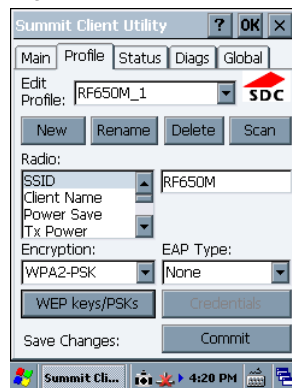 Summit Client Utility ? OK ×
Main Profile Status Diags Global
Edit Profile: RF650M_1 SDC
New Rename Delete Scan
Radio:
SSID RF650M
Client Name
Power Save
Tx Power
Encryption: EAP Type:
WPA2-PSK None
WEP keys/PSKs Credentials
Save Changes: Commit
Summit Cli... 4:20 PM